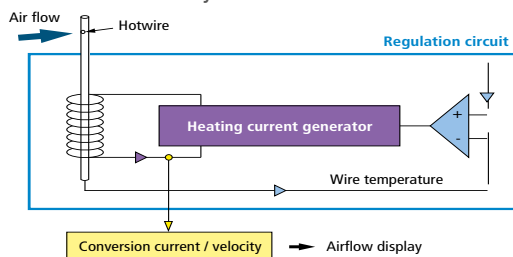 Air flow
Hotwire
Regulation circuit
Heating current generator
+
-
Wire temperature
Conversion current / velocity
Airflow display